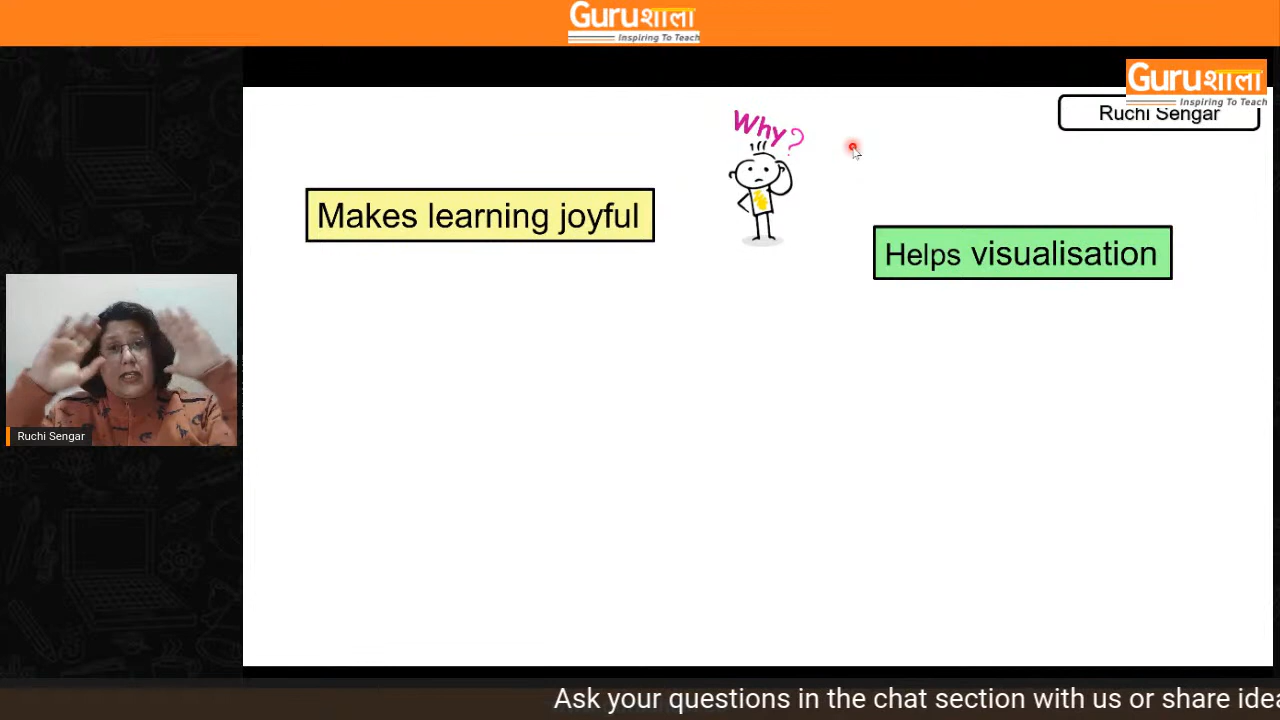 Guruशाला
Inspiring To Teach
Guruशाला
Inspiring To Teach
Ruchi Sengar
Why?
Makes learning joyful
Helps visualisation
Ruchi Sengar
Ask your questions in the chat section with us or share idea